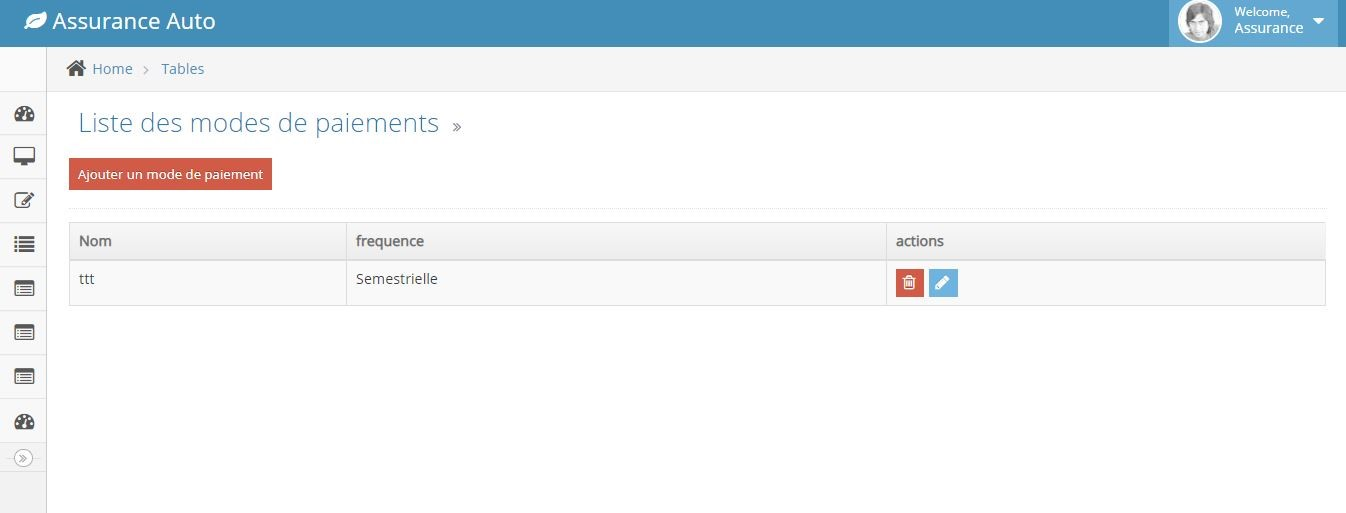 Assurance Auto
Welcome,
Assurance
Home > Tables
Liste des modes de paiements »
Ajouter un mode de paiement
Nom frequence actions
ttt Semestrielle